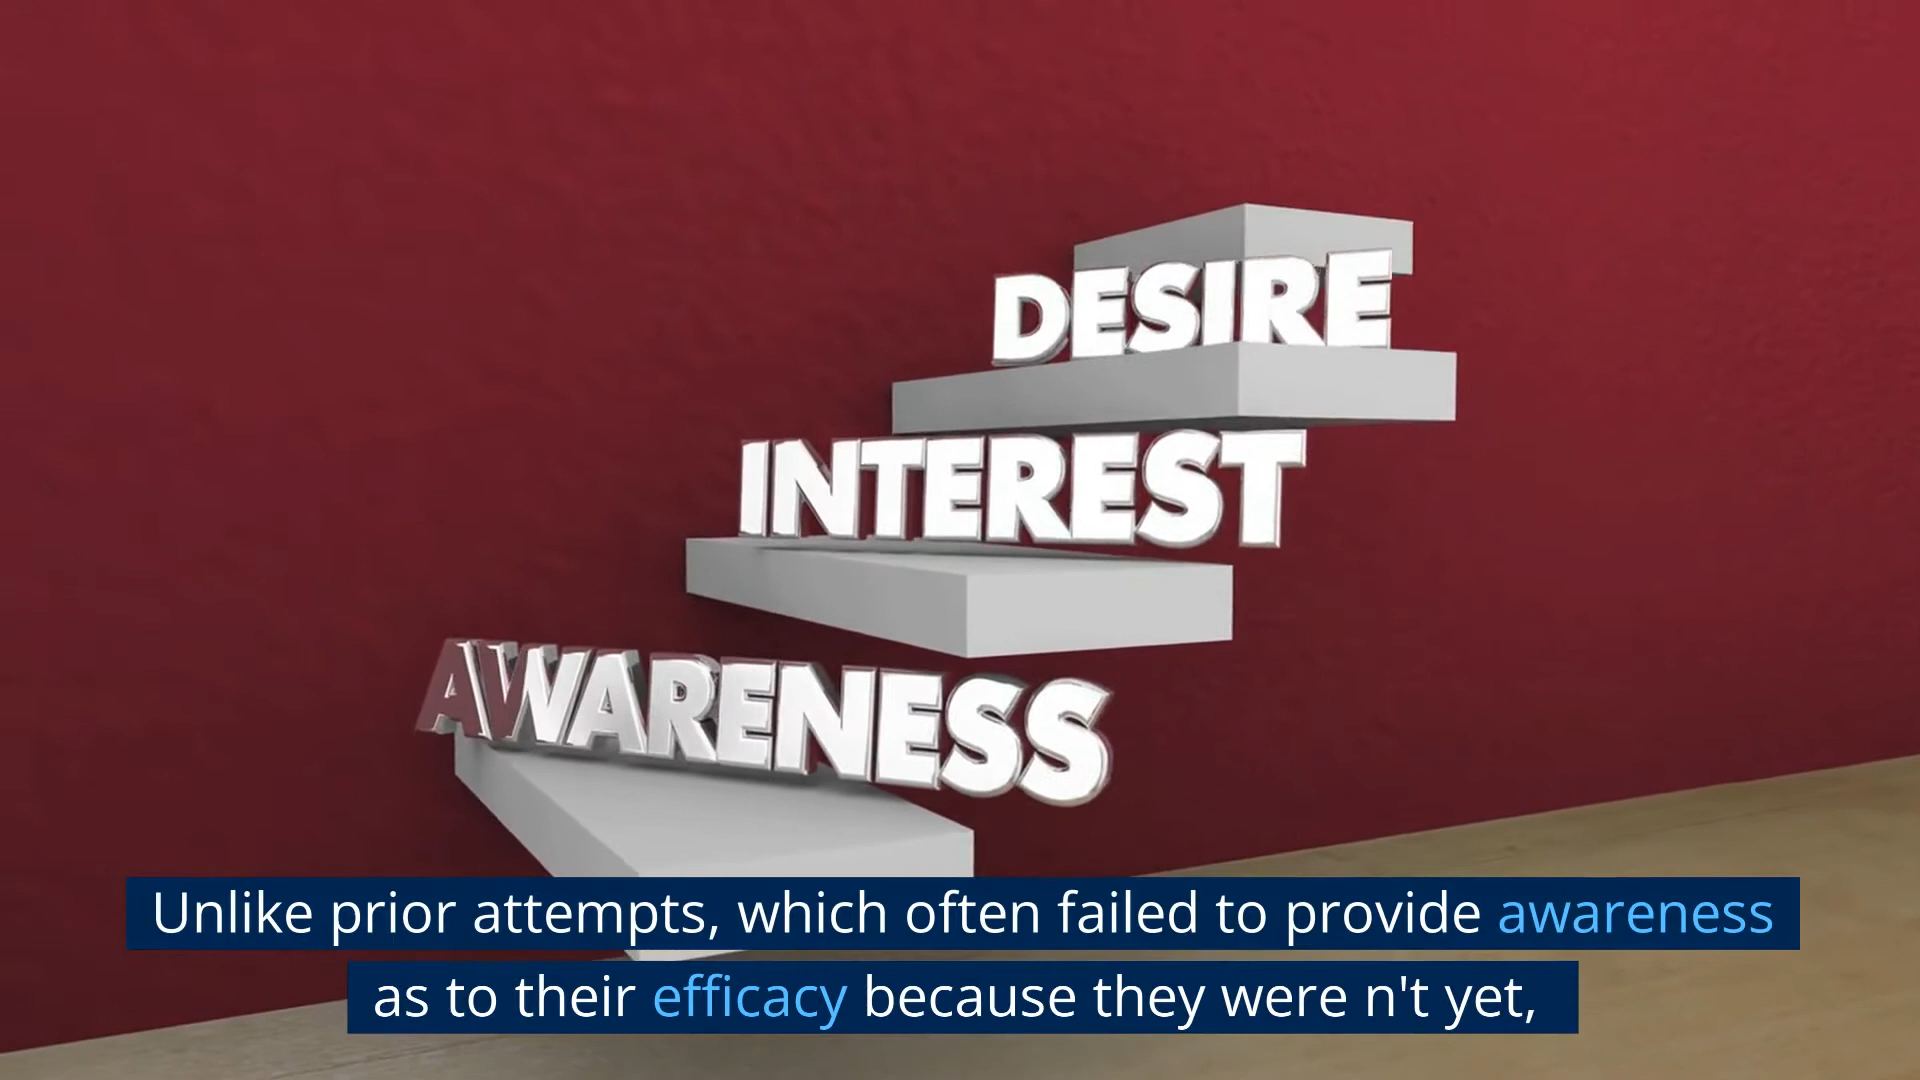 DESIRE
INTEREST
AWARENESS
Unlike prior attempts, which often failed to provide awareness
as to their efficacy because they were n't yet,